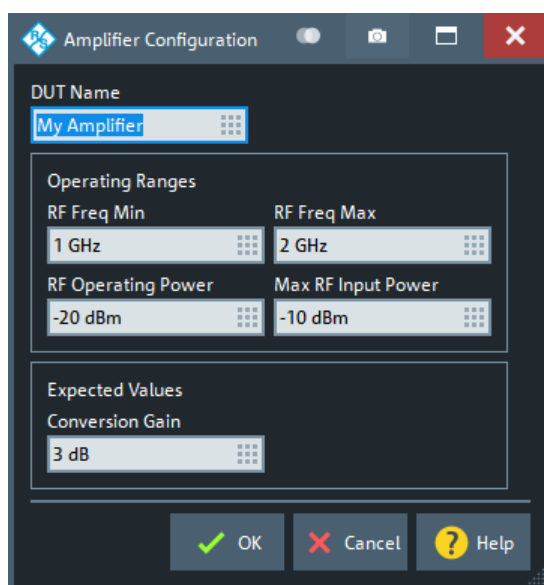 R&S Amplifier Configuration
DUT Name
My Amplifier
Operating Ranges
RF Freq Min RF Freq Max
1 GHz 2 GHz
RF Operating Power Max RF Input Power
-20 dBm -10 dBm
Expected Values
Conversion Gain
3 dB
OK Cancel ? Help